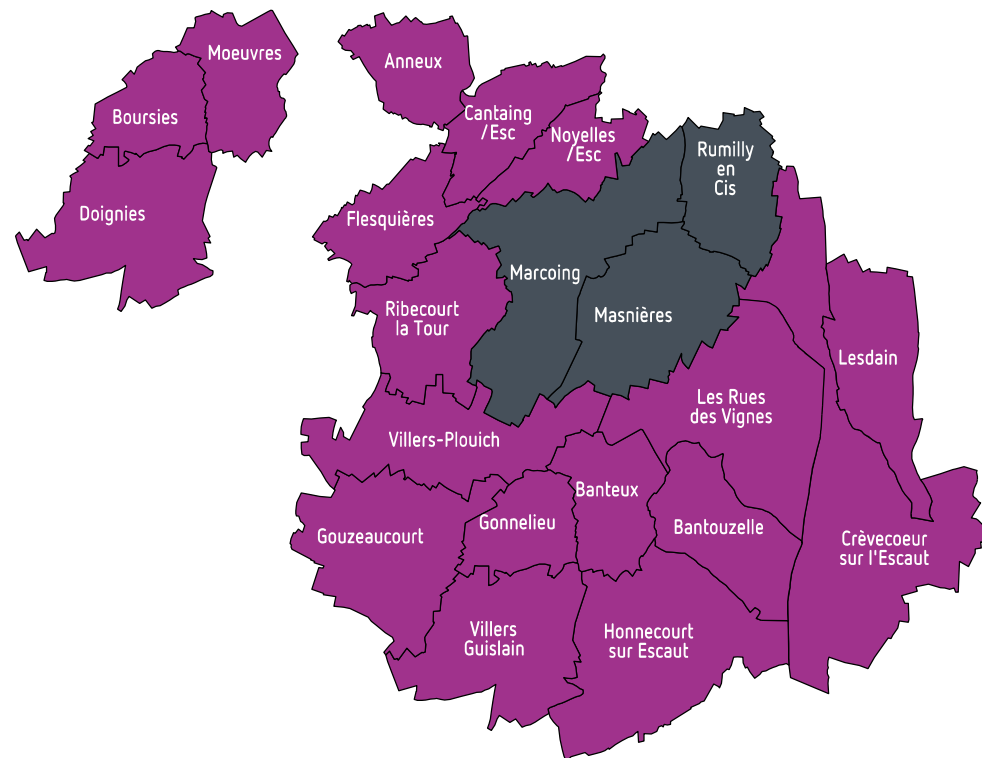 Moeuvres
Anneux
Boursies
Cantaing
/Esc
Noyelles
/Esc
Rumilly
en
Cis
Doignies
Flesquières
Marcoing
Ribecourt
la Tour
Masnières
Lesdain
Les Rues
des Vignes
Villers-Plouich
Banteux
Gonnelieu
Bantouzelle
Gouzeaucourt
Crèvecoeur
sur l'Escaut
Villers
Guislain
Honnecourt
sur Escaut